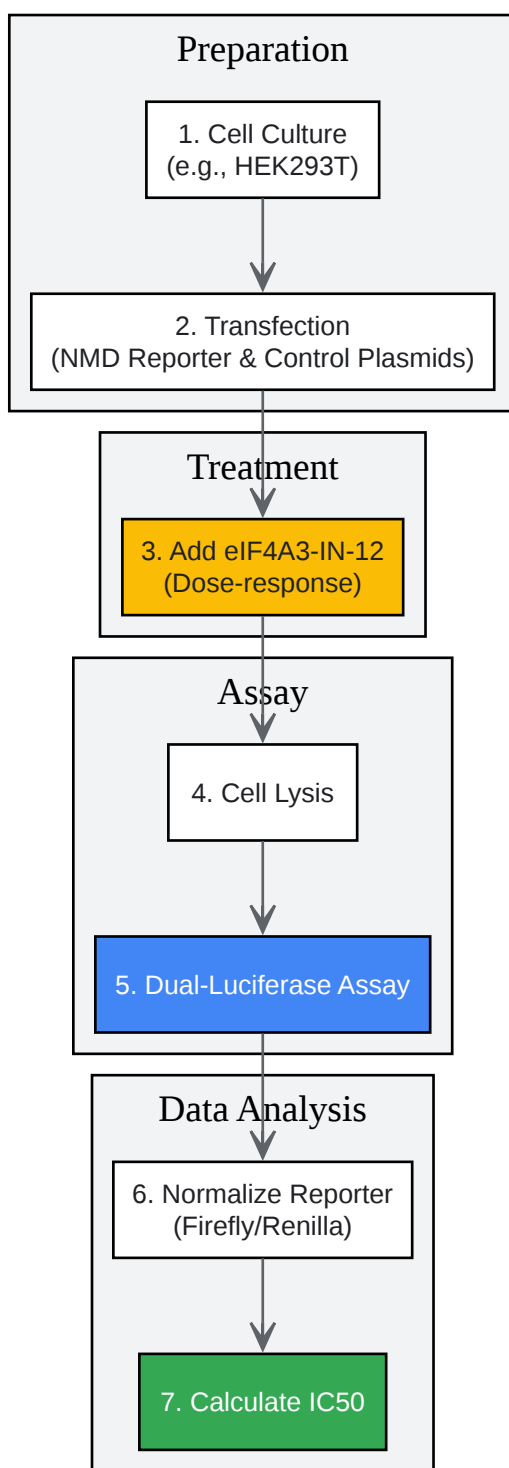 Preparation
1. Cell Culture
(e.g., HEK293T)
2. Transfection
(NMD Reporter & Control Plasmids)
Treatment
3. Add eIF4A3-IN-12
(Dose-response)
Assay
4. Cell Lysis
5. Dual-Luciferase Assay
Data Analysis
6. Normalize Reporter
(Firefly/Renilla)
7. Calculate IC50